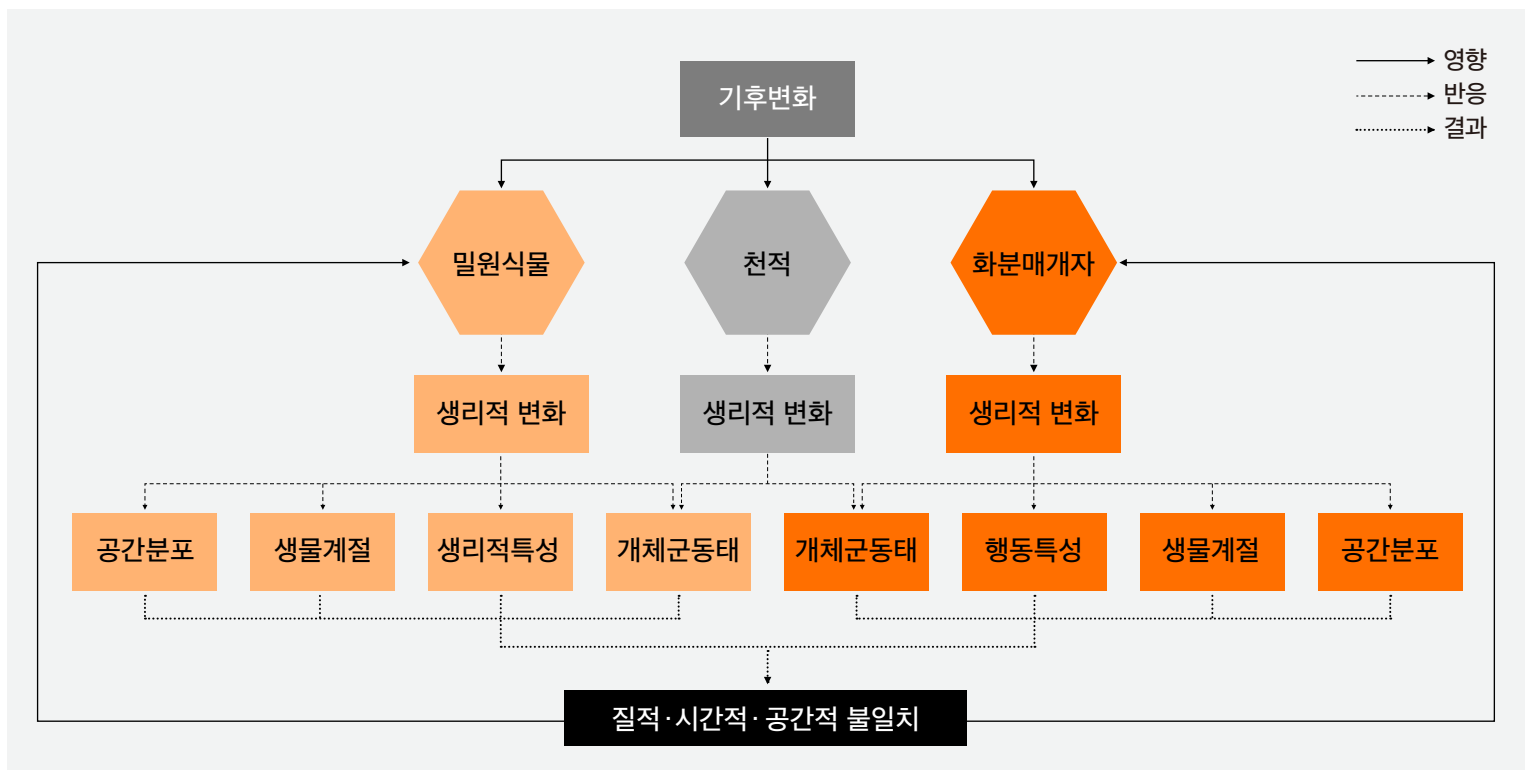 영향
반응
결과
기후변화
밀원식물
천적
화분매개자
생리적 변화
생리적 변화
생리적 변화
공간분포
생물계절
생리적특성
개체군동태
개체군동태
행동특성
생물계절
공간분포
질적·시간적·공간적 불일치